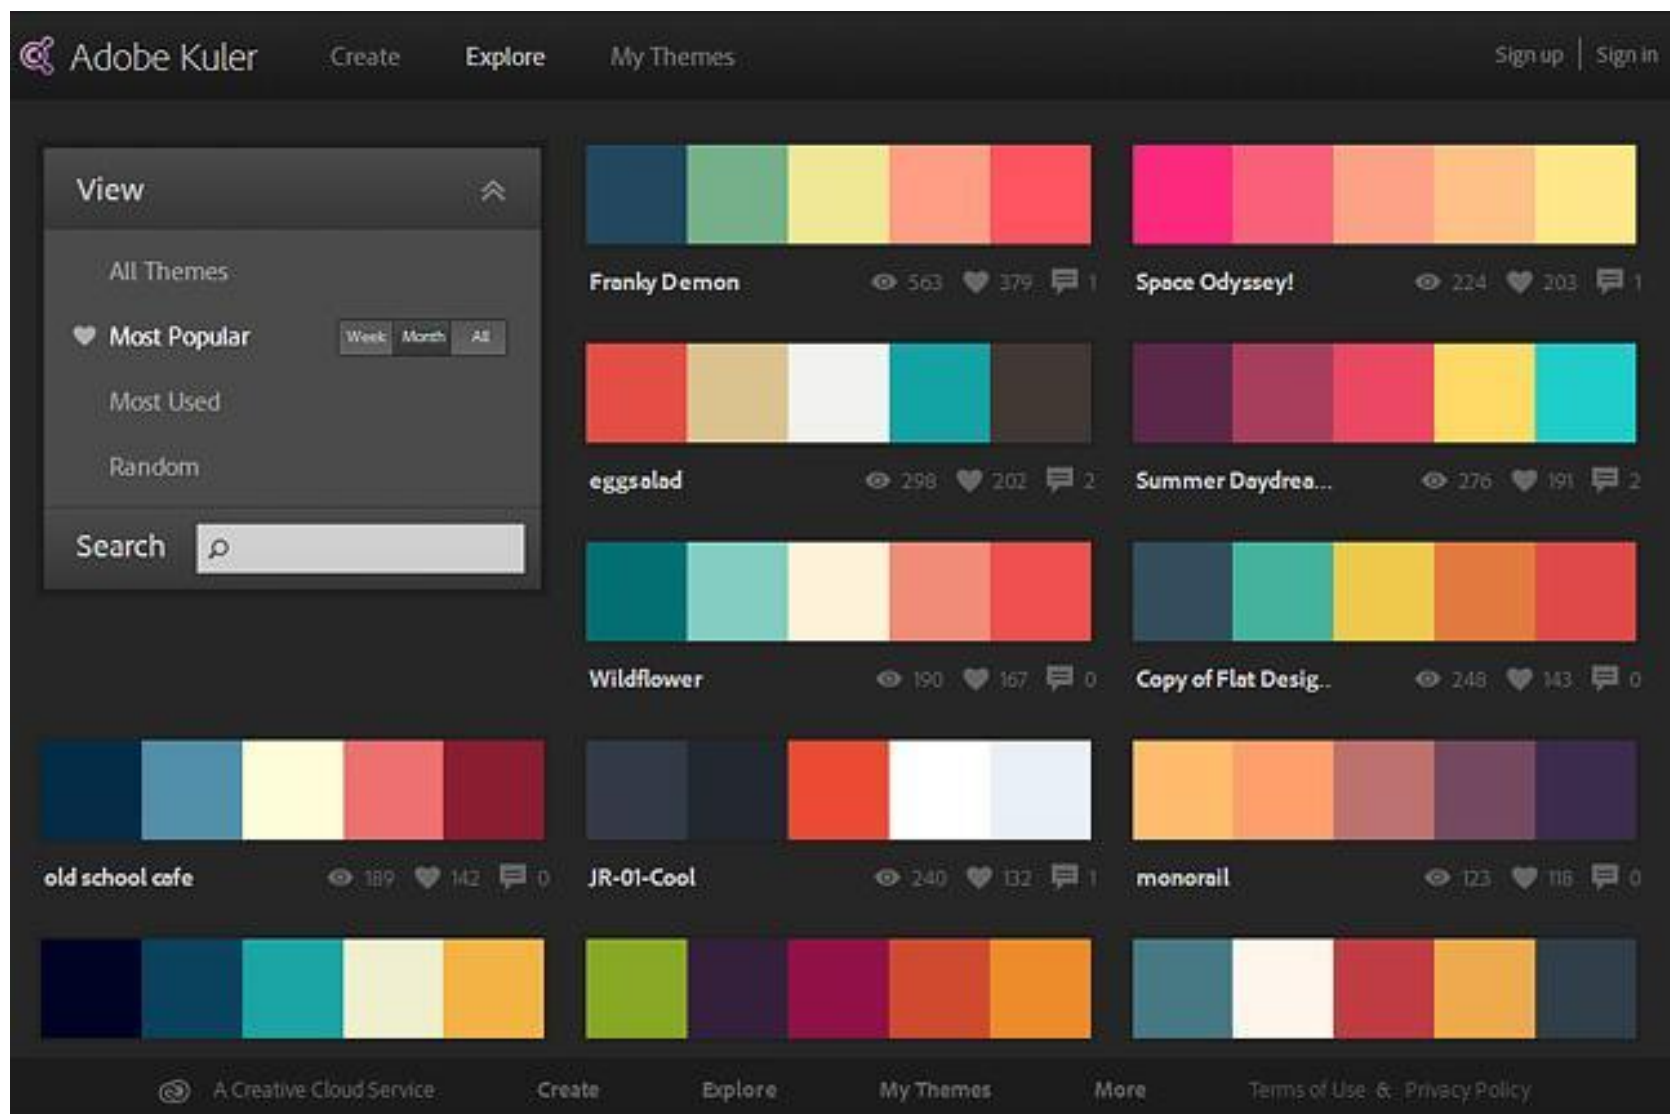 Adobe Kuler Create Explore My Themes Sign up Sign in
View
All Themes
Most Popular Week Month All
Most Used
Random
Search
Franky Demon 563 379 1
Space Odyssey! 224 203 1
eggsalad 298 202 2
Summer Daydrea... 276 191 2
Wildflower 190 167 0
Copy of Flat Desig... 248 143 0
old school cafe 189 142 0
JR-01-Cool 240 132 1
monorail 123 118 0
A Creative Cloud Service Create Explore My Themes More Terms of Use & Privacy Policy